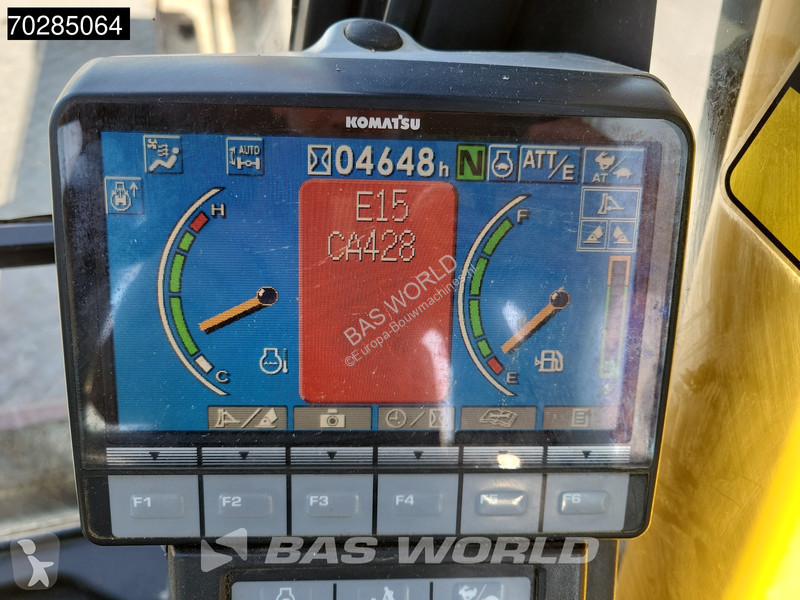 70285064
KOMATSU
AUTO
04648h
N
ATT/E
AT
H
F
E15
CA428
C
E
BAS WORLD
©Europa-Bouwmachines.nl
F1
F2
F3
F4
F5
F6
BAS WORLD